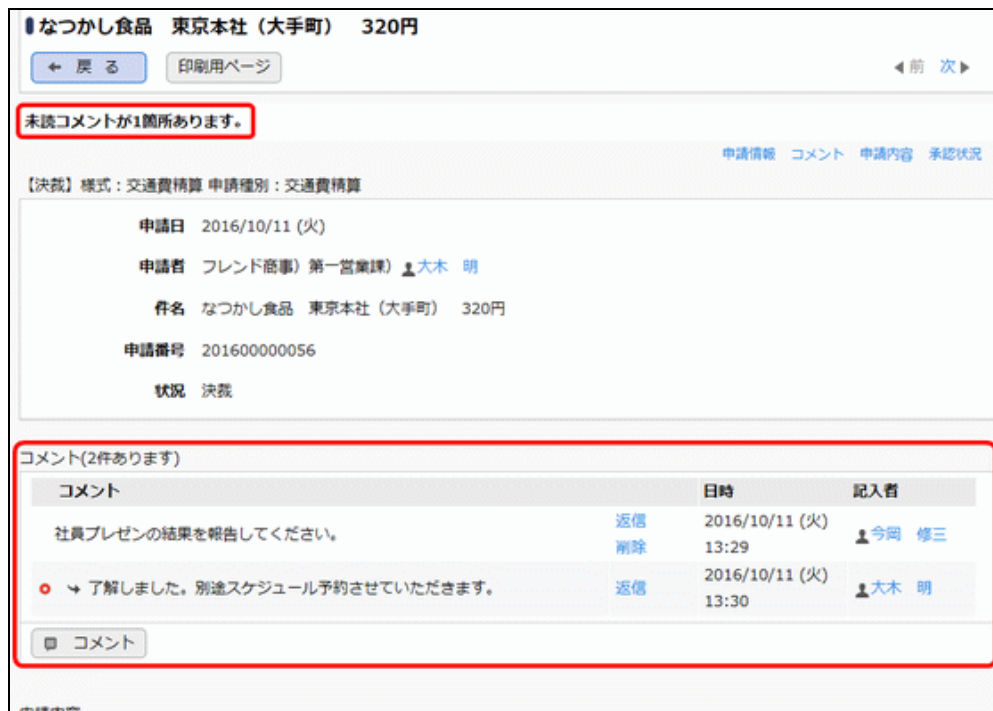 なつかし食品　東京本社（大手町）　320円
← 戻 る　印刷用ページ　◀前　次▶
未読コメントが1箇所あります。
申請情報　コメント　申請内容　承認状況
【決裁】様式：交通費精算 申請種別：交通費精算
申請日　2016/10/11 (火)
申請者　フレンド商事）第一営業課）大木　明
件名　なつかし食品　東京本社（大手町）　320円
申請番号　201600000056
状況　決裁
コメント(2件あります)
コメント　日時　記入者
社員プレゼンの結果を報告してください。　返信　削除　2016/10/11 (火) 13:29　今岡　修三
了解しました。別途スケジュール予約させていただきます。　返信　2016/10/11 (火) 13:30　大木　明
コメント